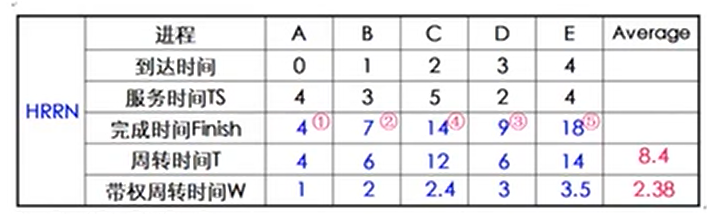 进程 A B C D E Average
到达时间 0 1 2 3 4
服务时间TS 4 3 5 2 4
HRRN
完成时间Finish 4① 7② 14④ 9③ 18⑤
周转时间T 4 6 12 6 14 8.4
带权周转时间W 1 2 2.4 3 3.5 2.38